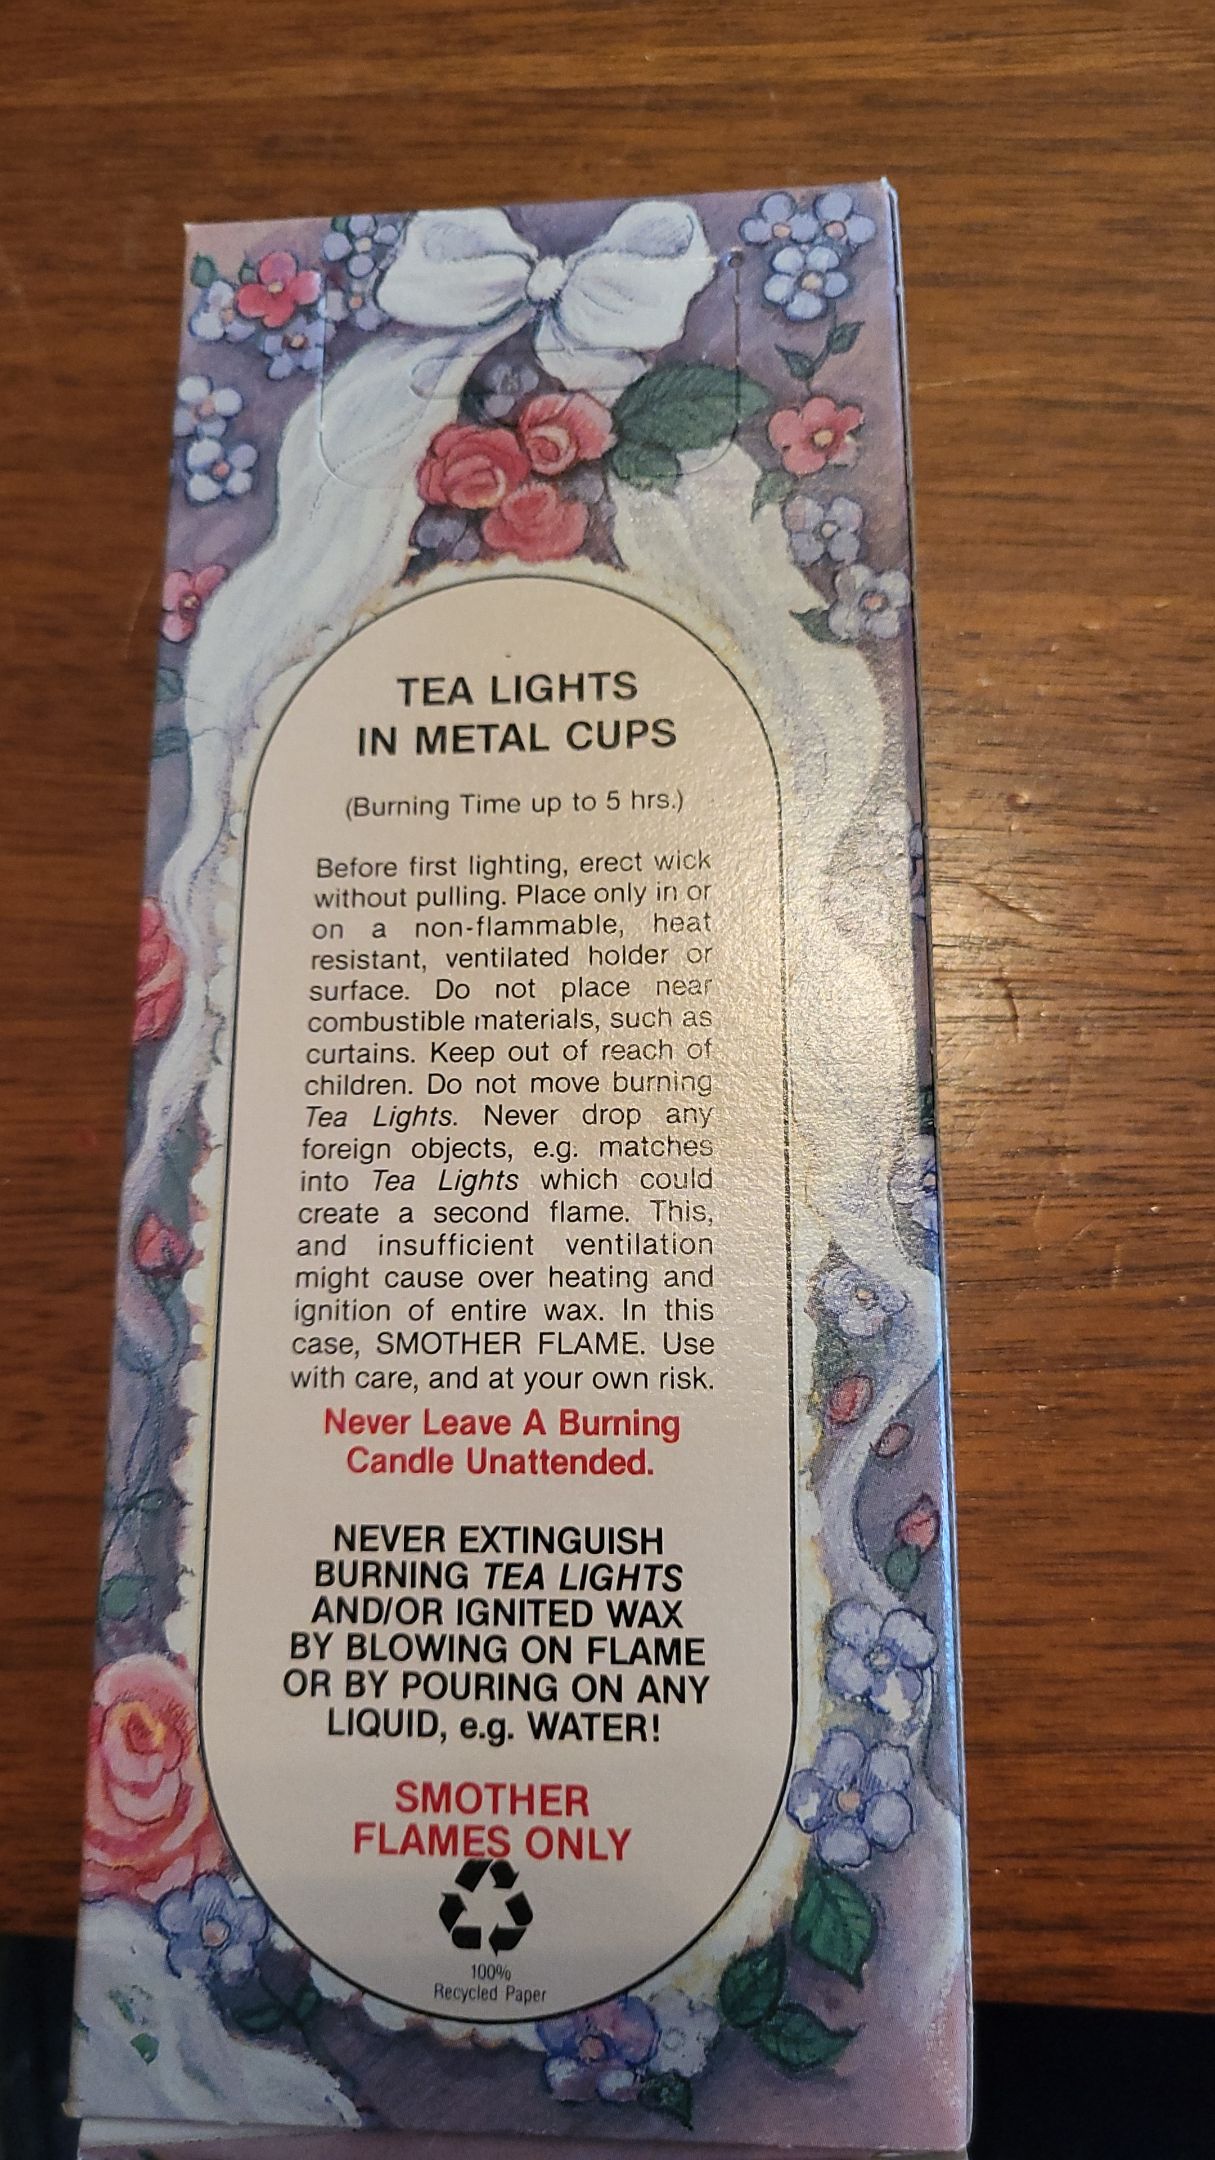 TEA LIGHTS
IN METAL CUPS
(Burning Time up to 5 hrs.)
Before first lighting, erect wick
without pulling. Place only in or
on a non-flammable, heat
resistant, ventilated holder or
surface. Do not place near
combustible materials, such as
curtains. Keep out of reach of
children. Do not move burning
Tea Lights. Never drop any
foreign objects, e.g. matches
into Tea Lights which could
create a second flame. This,
and insufficient ventilation
might cause over heating and
ignition of entire wax. In this
case, SMOTHER FLAME. Use
with care, and at your own risk.
Never Leave A Burning
Candle Unattended.
NEVER EXTINGUISH
BURNING TEA LIGHTS
AND/OR IGNITED WAX
BY BLOWING ON FLAME
OR BY POURING ON ANY
LIQUID, e.g. WATER!
SMOTHER
FLAMES ONLY
100%
Recycled Paper